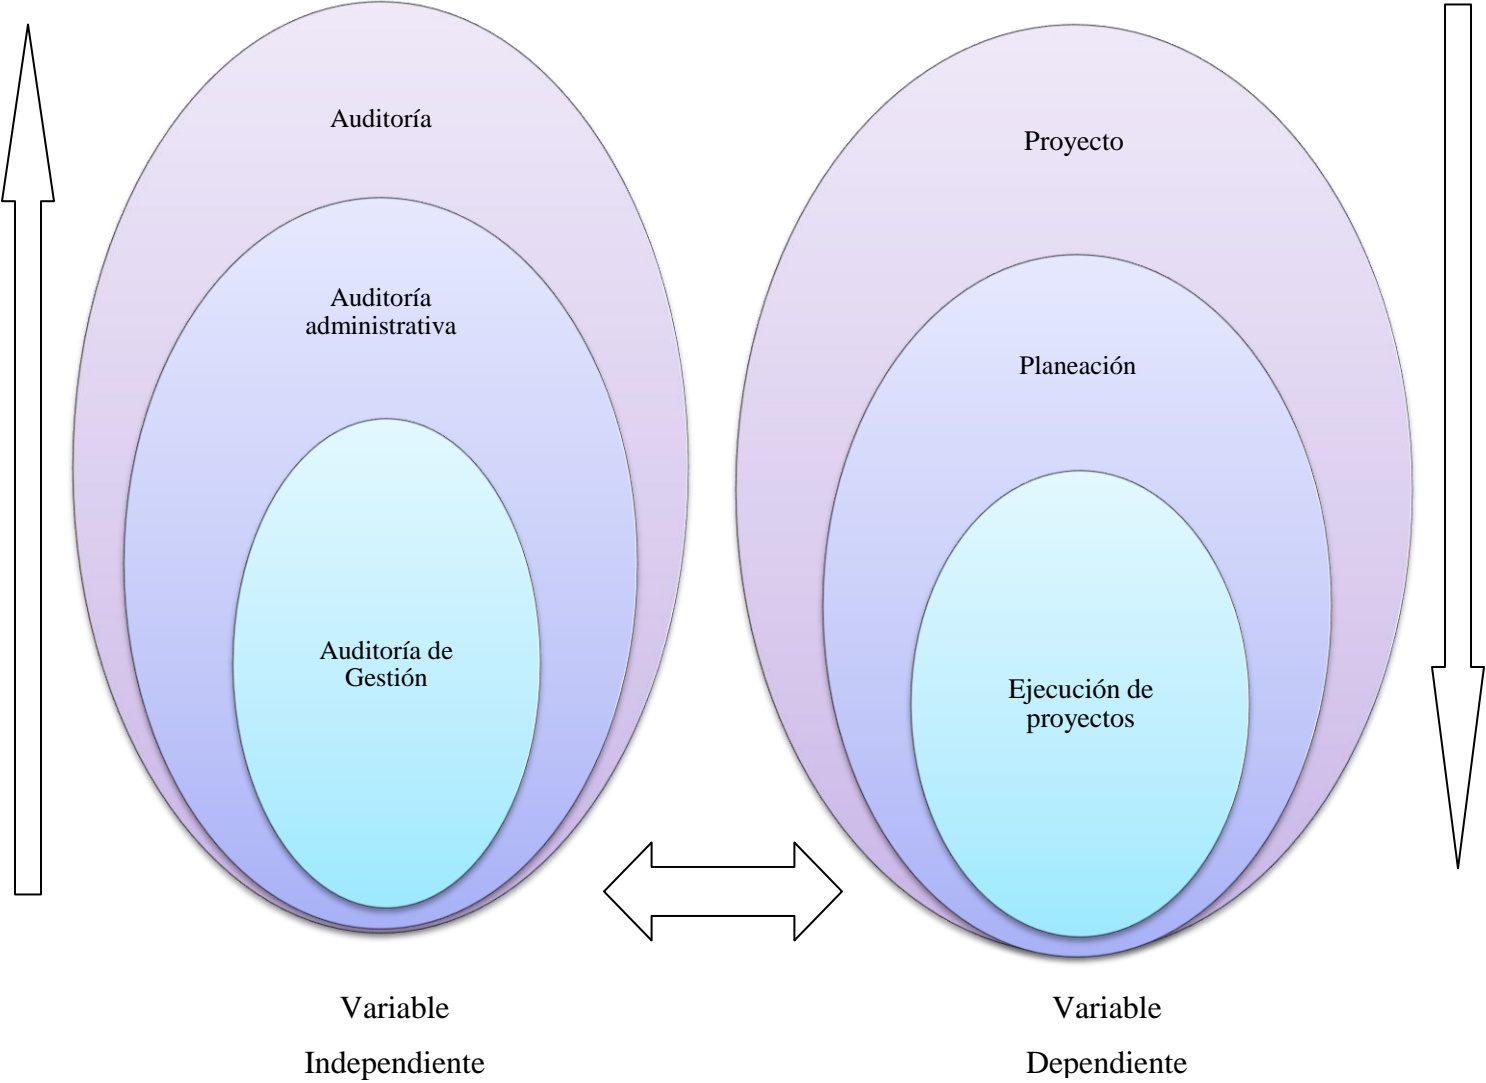 Auditoría
Auditoría
administrativa
Auditoría de
Gestión
Proyecto
Planeación
Ejecución de
proyectos
Variable
Independiente
Variable
Dependiente